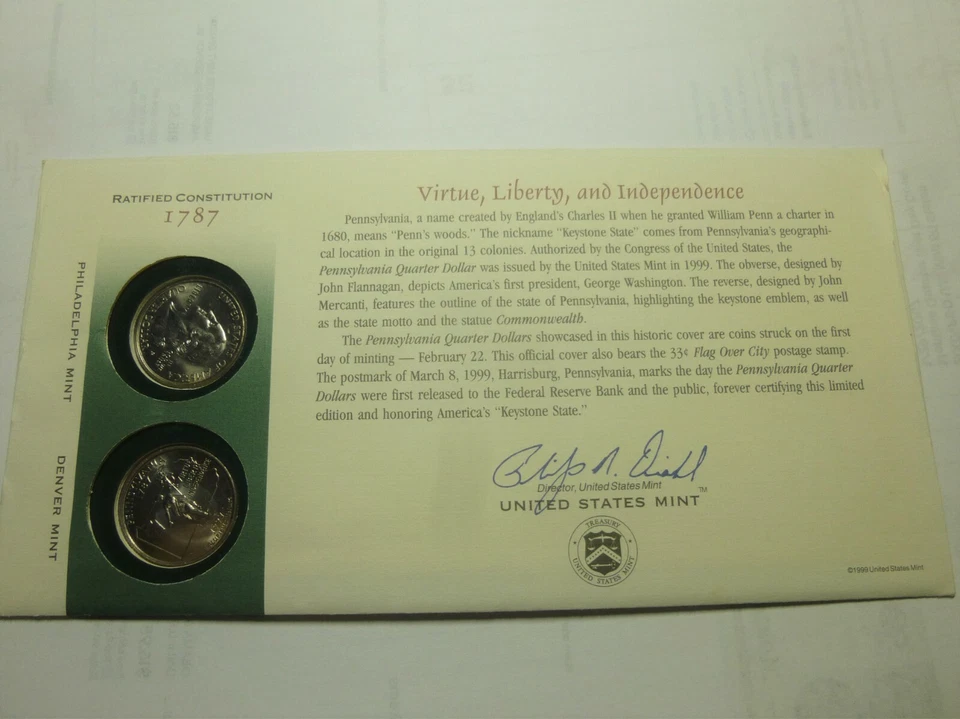 RATIFIED CONSTITUTION
1787
PHILADELPHIA MINT
DENVER MINT
Virtue, Liberty, and Independence
Pennsylvania, a name created by England's Charles II when he granted William Penn a charter in
1680, means "Penn's woods." The nickname "Keystone State" comes from Pennsylvania's geographi-
cal location in the original 13 colonies. Authorized by the Congress of the United States, the
Pennsylvania Quarter Dollar was issued by the United States Mint in 1999. The obverse, designed by
John Flannagan, depicts America's first president, George Washington. The reverse, designed by John
Mercanti, features the outline of the state of Pennsylvania, highlighting the keystone emblem, as well
as the state motto and the statue Commonwealth.
The Pennsylvania Quarter Dollars showcased in this historic cover are coins struck on the first
day of minting — February 22. This official cover also bears the 33¢ Flag Over City postage stamp.
The postmark of March 8, 1999, Harrisburg, Pennsylvania, marks the day the Pennsylvania Quarter
Dollars were first released to the Federal Reserve Bank and the public, forever certifying this limited
edition and honoring America's "Keystone State."
Director, United States Mint
UNITED STATES MINT™
TREASURY
UNITED STATES MINT
©1999 United States Mint